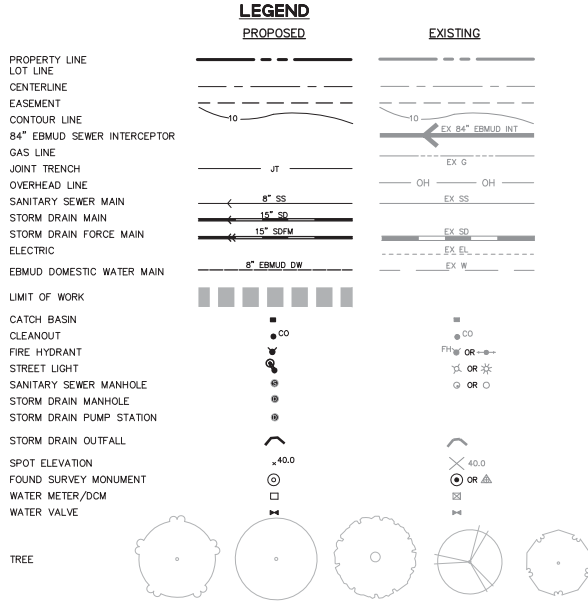 LEGEND
PROPOSED EXISTING
PROPERTY LINE
LOT LINE
CENTERLINE
EASEMENT
CONTOUR LINE 10 10
84" EBMUD SEWER INTERCEPTOR EX 84" EBMUD INT
GAS LINE EX G
JOINT TRENCH JT
OVERHEAD LINE OH OH
SANITARY SEWER MAIN 8" SS EX SS
STORM DRAIN MAIN 15" SD
STORM DRAIN FORCE MAIN 15" SDFM EX SD
ELECTRIC EX EL
EBMUD DOMESTIC WATER MAIN 8" EBMUD DW EX W
LIMIT OF WORK
CATCH BASIN
CLEANOUT CO CO
FIRE HYDRANT FH OR
STREET LIGHT OR
SANITARY SEWER MANHOLE S OR
STORM DRAIN MANHOLE D
STORM DRAIN PUMP STATION D
STORM DRAIN OUTFALL
SPOT ELEVATION 40.0 40.0
FOUND SURVEY MONUMENT OR
WATER METER/DCM
WATER VALVE
TREE